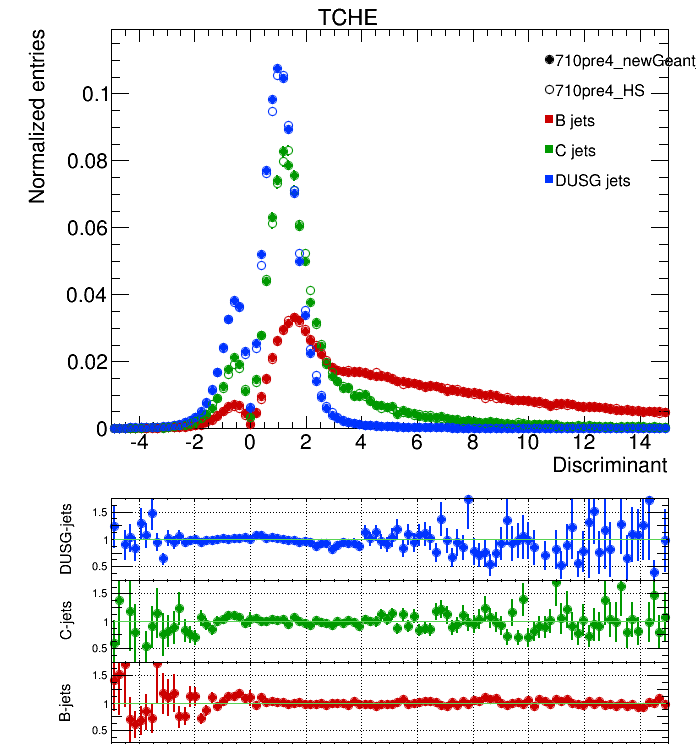 TCHE
Normalized entries
0.1
0.08
0.06
0.04
0.02
0
710pre4_newGeant
710pre4_HS
B jets
C jets
DUSG jets
-4 -2 0 2 4 6 8 10 12 14
Discriminant
DUSG-jets
1.5
1
0.5
C-jets
1.5
1
0.5
B-jets
1.5
1
0.5